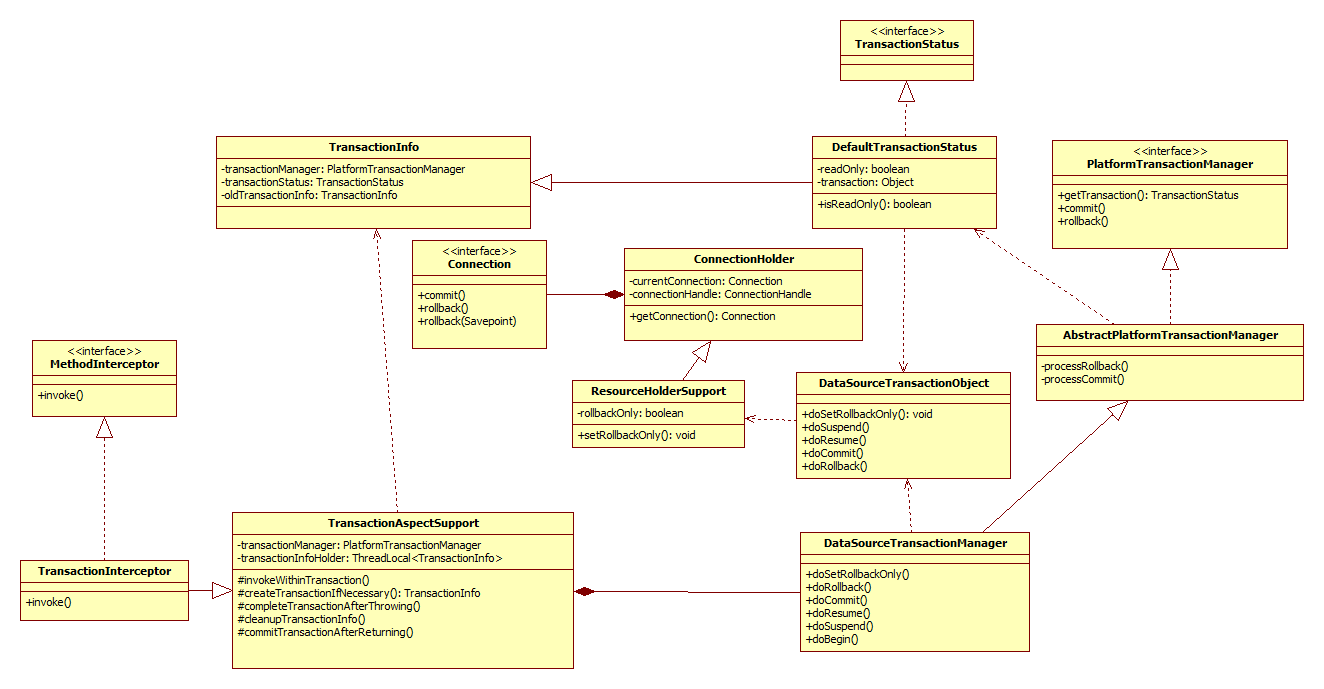 <<interface>>
TransactionStatus
TransactionInfo
-transactionManager: PlatformTransactionManager
-transactionStatus: TransactionStatus
-oldTransactionInfo: TransactionInfo
DefaultTransactionStatus
-readOnly: boolean
-transaction: Object
+isReadOnly(): boolean
<<interface>>
PlatformTransactionManager
+getTransaction(): TransactionStatus
+commit()
+rollback()
<<interface>>
Connection
+commit()
+rollback()
+rollback(Savepoint)
ConnectionHolder
-currentConnection: Connection
-connectionHandle: ConnectionHandle
+getConnection(): Connection
AbstractPlatformTransactionManager
-processRollback()
-processCommit()
<<interface>>
MethodInterceptor
+invoke()
ResourceHolderSupport
-rollbackOnly: boolean
+setRollbackOnly(): void
DataSourceTransactionObject
+doSetRollbackOnly(): void
+doSuspend()
+doResume()
+doCommit()
+doRollback()
TransactionInterceptor
+invoke()
TransactionAspectSupport
-transactionManager: PlatformTransactionManager
-transactionInfoHolder: ThreadLocal<TransactionInfo>
#invokeWithinTransaction()
#createTransactionIfNecessary(): TransactionInfo
#completeTransactionAfterThrowing()
#cleanupTransactionInfo()
#commitTransactionAfterReturning()
DataSourceTransactionManager
+doSetRollbackOnly()
+doRollback()
+doCommit()
+doResume()
+doSuspend()
+doBegin()